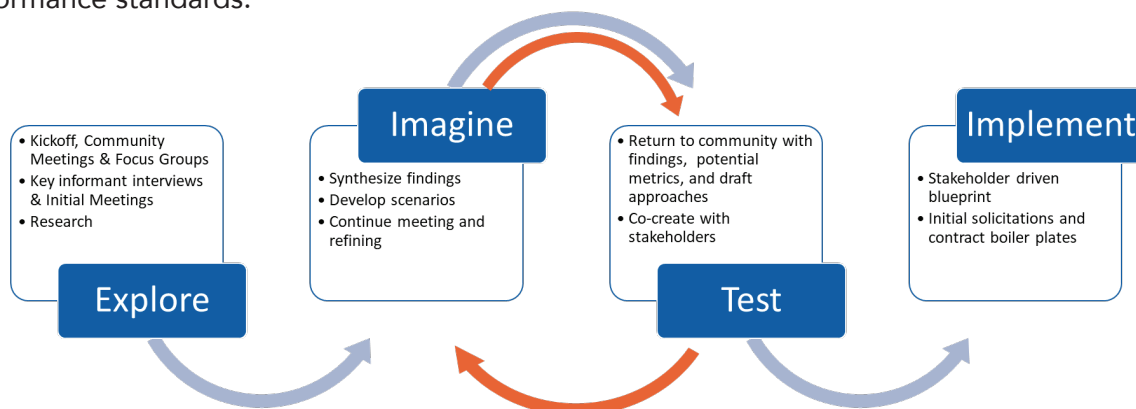 ormance standards.
• Kickoff, Community
Meetings & Focus Groups
• Key informant interviews
& Initial Meetings
• Research
Explore
Imagine
• Synthesize findings
• Develop scenarios
• Continue meeting and
refining
• Return to community with
findings, potential
metrics, and draft
approaches
• Co-create with
stakeholders
Test
Implement
• Stakeholder driven
blueprint
• Initial solicitations and
contract boiler plates